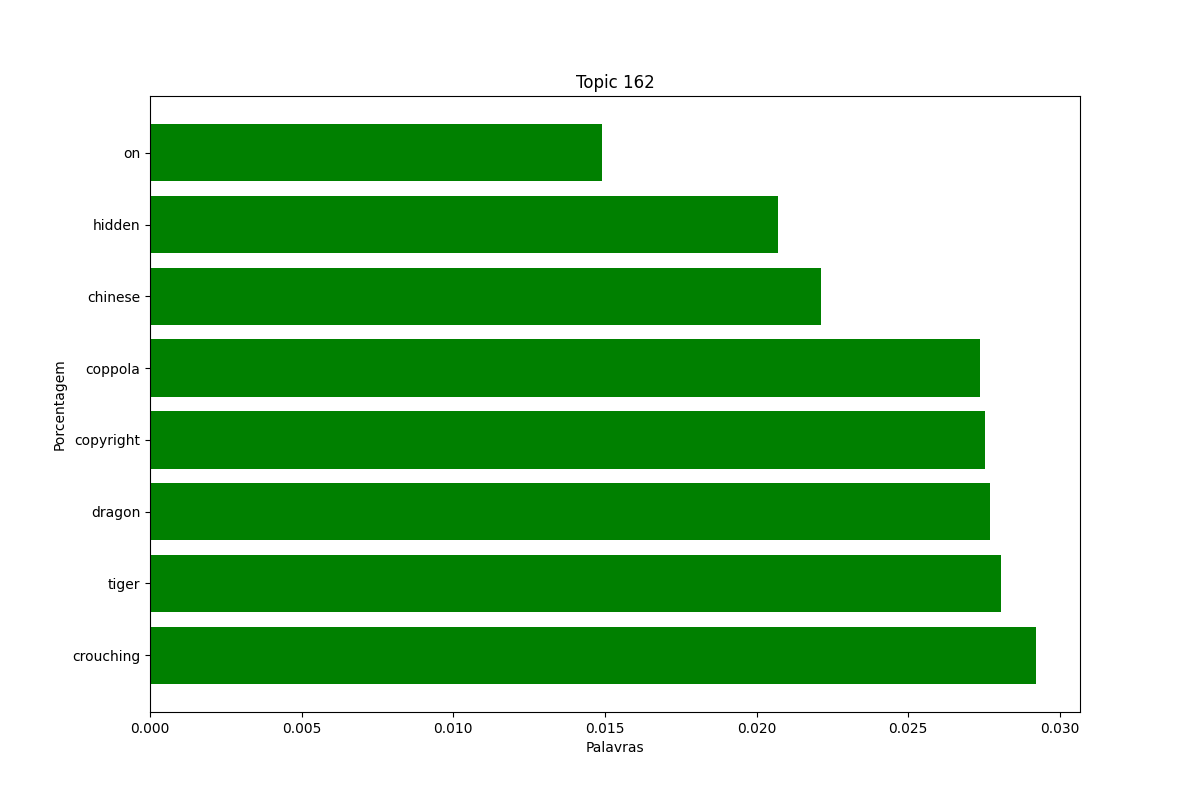 Topic 162
on
hidden
chinese
coppola
copyright
dragon
tiger
crouching
Porcentagem
0.000 0.005 0.010 0.015 0.020 0.025 0.030
Palavras